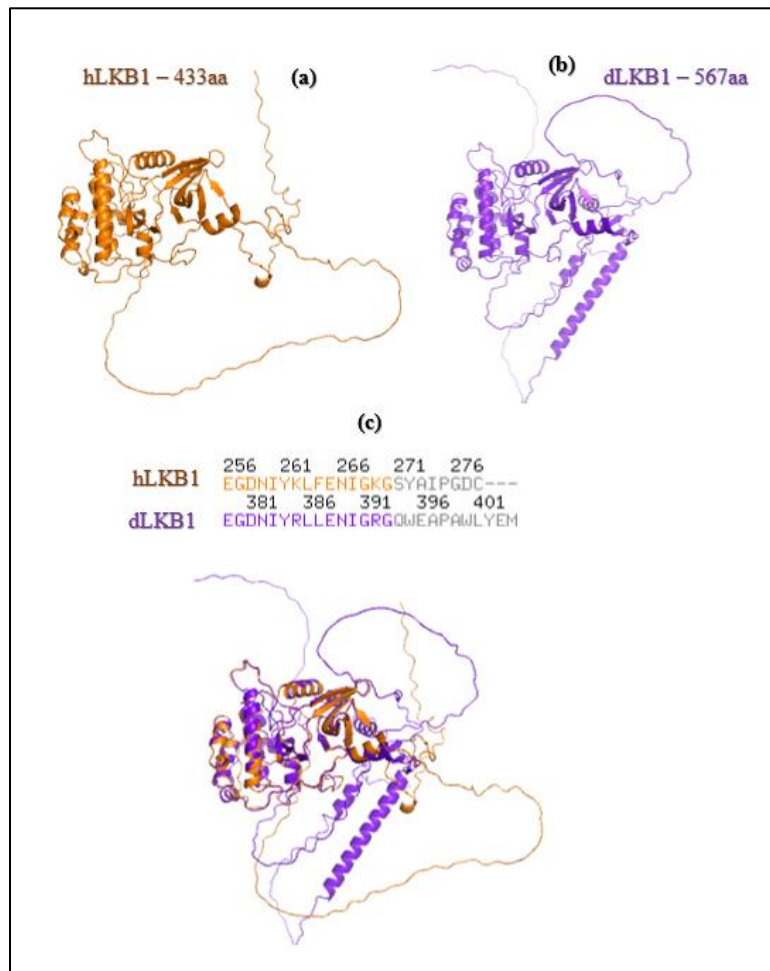 hLKB1 – 433aa
(a)
(b)
dLKB1 – 567aa
(c)
256 261 266 271 276
hLKB1 EGDNIYKLFENIGKGSYAIPGDC---
381 386 391 396 401
dLKB1 EGDNIYRLLENIGRGQWEAPAWLYEM